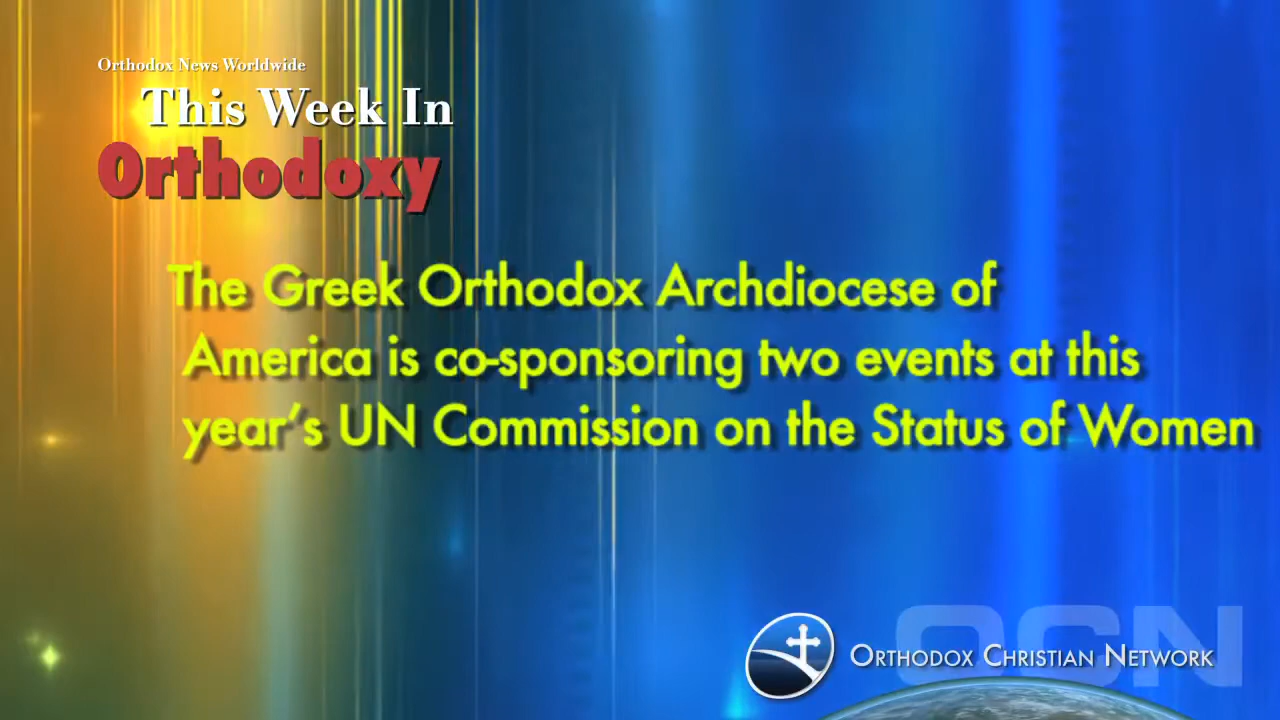 Orthodox News Worldwide
This Week In
Orthodoxy
The Greek Orthodox Archdiocese of
America is co-sponsoring two events at this
year’s UN Commission on the Status of Women
OCN
Orthodox Christian Network